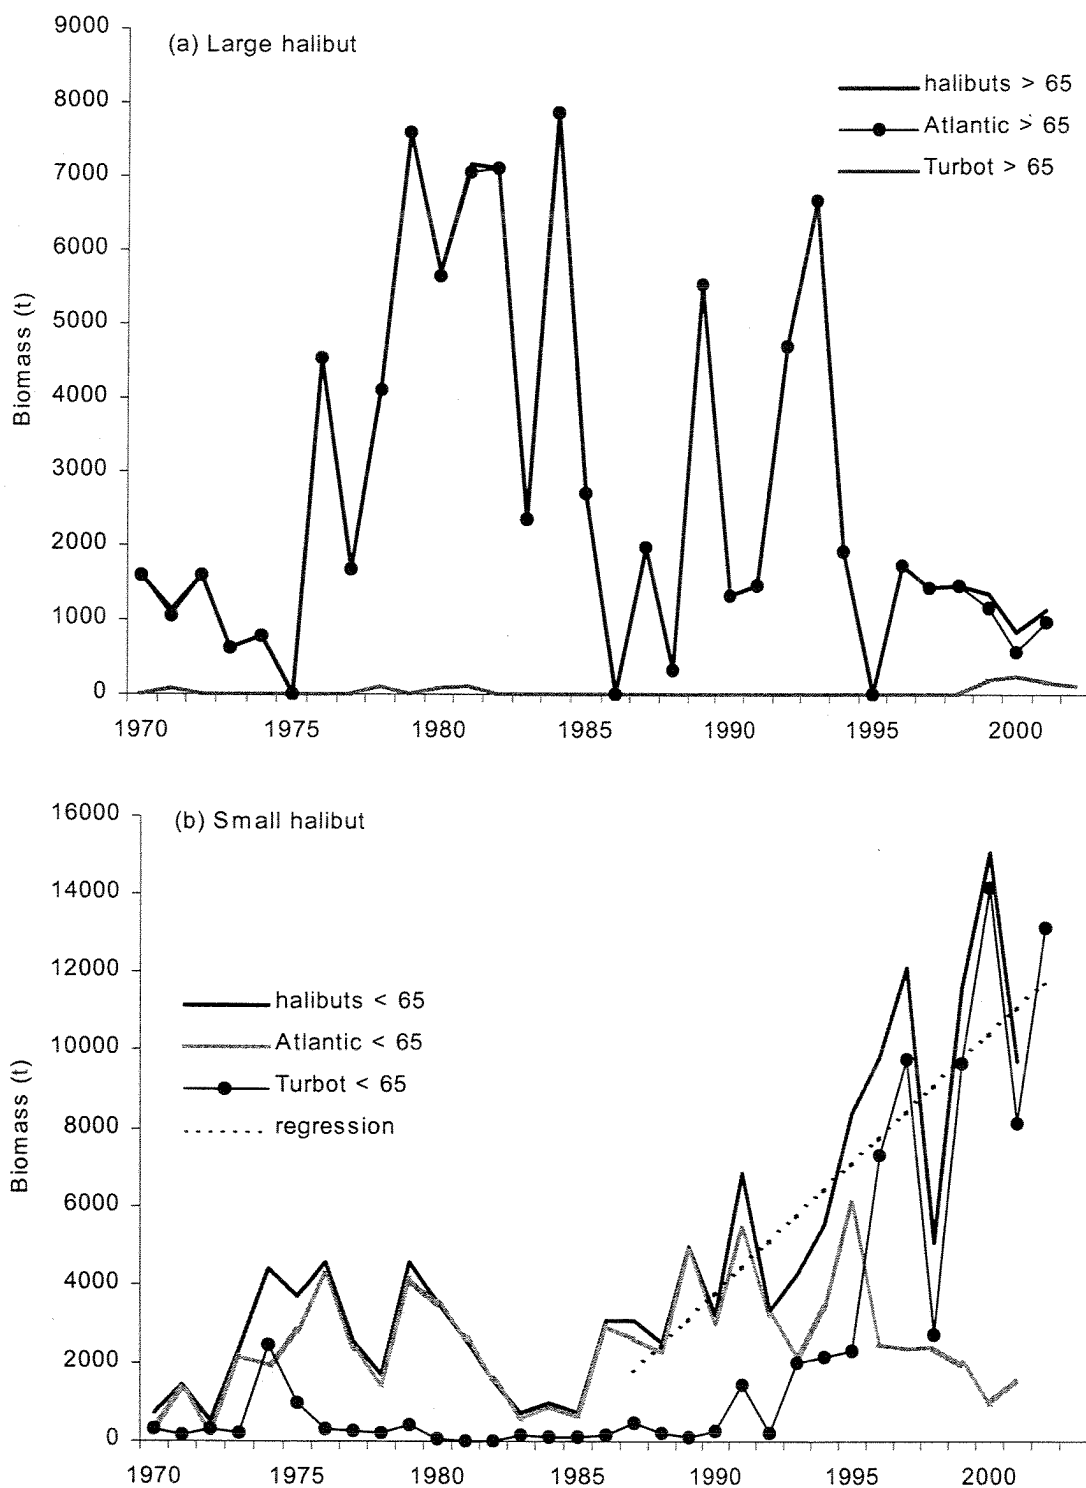 9000
(a) Large halibut
halibuts > 65
8000
Atlantic > 65
7000
Turbot > 65
6000
5000
Biomass (t)
4000
3000
2000
1000
0
1970 1975 1980 1985 1990 1995 2000
16000
(b) Small halibut
14000
12000
halibuts < 65
Atlantic < 65
10000
Turbot < 65
Biomass (t)
8000
regression
6000
4000
2000
0
1970 1975 1980 1985 1990 1995 2000